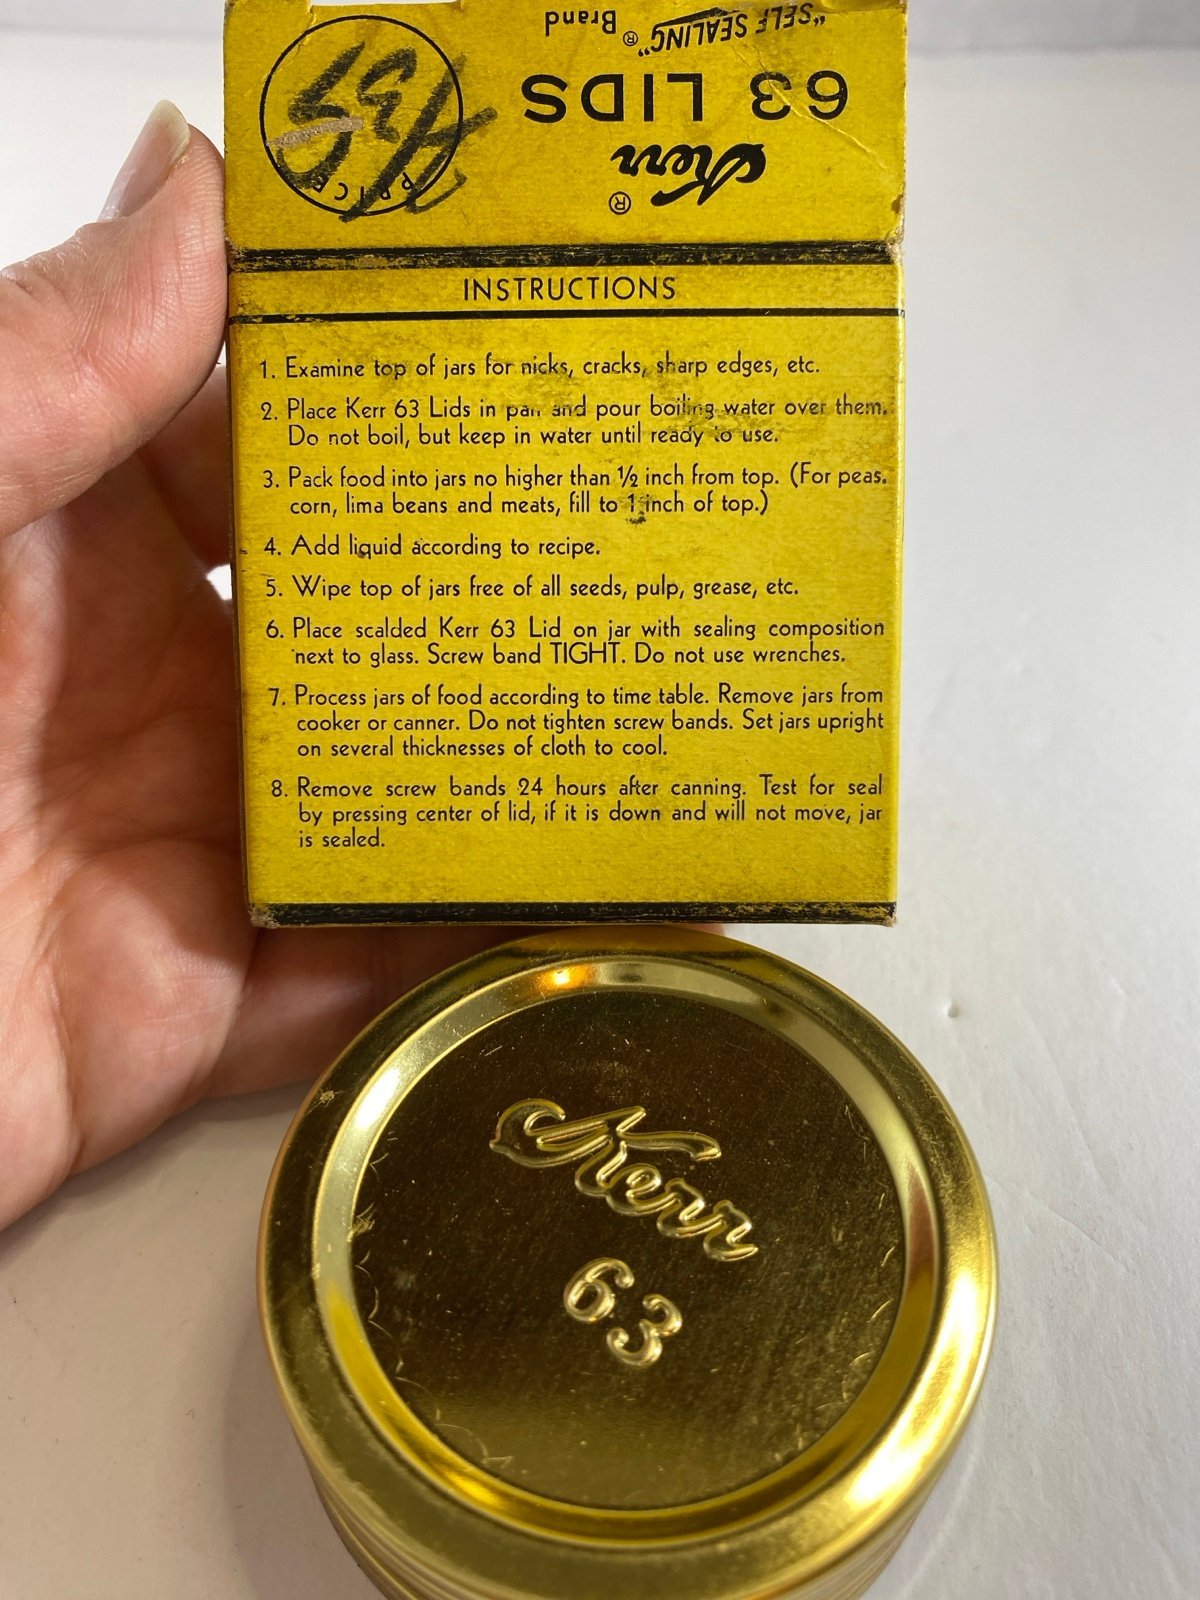 "SELF SEALING"® Brand
63 LIDS
Kerr®
PRICE
INSTRUCTIONS
1. Examine top of jars for nicks, cracks, sharp edges, etc.
2. Place Kerr 63 Lids in pan and pour boiling water over them.
Do not boil, but keep in water until ready to use.
3. Pack food into jars no higher than ½ inch from top. (For peas.
corn, lima beans and meats, fill to 1 inch of top.)
4. Add liquid according to recipe.
5. Wipe top of jars free of all seeds, pulp, grease, etc.
6. Place scalded Kerr 63 Lid on jar with sealing composition
next to glass. Screw band TIGHT. Do not use wrenches.
7. Process jars of food according to time table. Remove jars from
cooker or canner. Do not tighten screw bands. Set jars upright
on several thicknesses of cloth to cool.
8. Remove screw bands 24 hours after canning. Test for seal
by pressing center of lid, if it is down and will not move, jar
is sealed.
Kerr
63